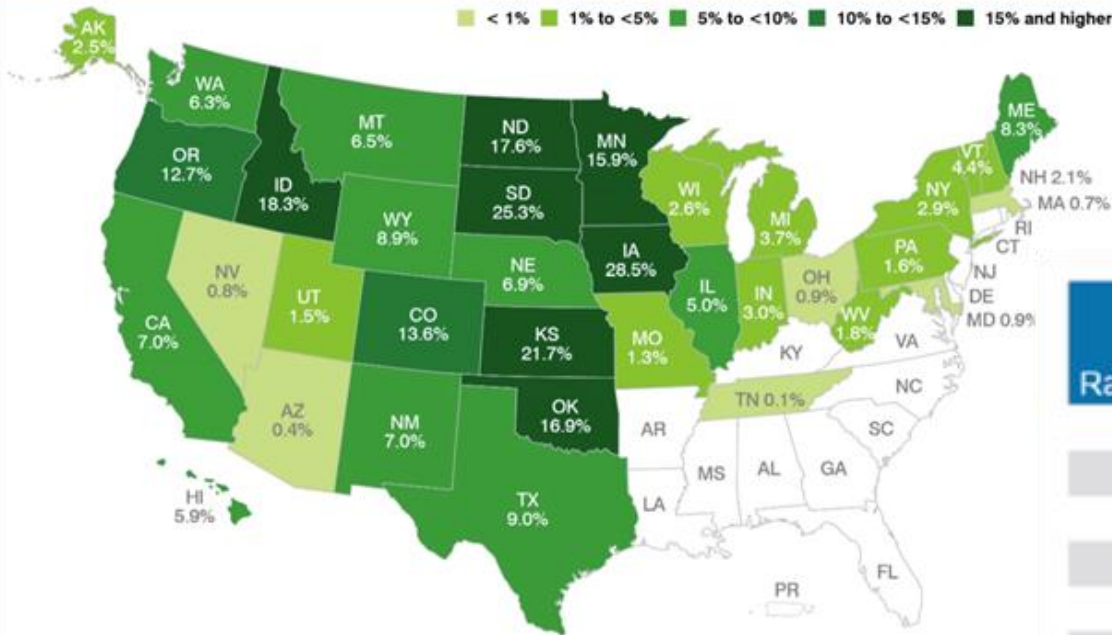 < 1%
1% to <5%
5% to <10%
10% to <15%
15% and higher
AK
2.5%
WA
6.3%
OR
12.7%
ID
18.3%
MT
6.5%
ND
17.6%
MN
15.9%
SD
25.3%
WY
8.9%
WI
2.6%
MI
3.7%
NY
2.9%
VT
4.4%
ME
8.3%
NH 2.1%
MA 0.7%
RI
CT
NJ
DE
MD 0.9%
PA
1.6%
NV
0.8%
UT
1.5%
CO
13.6%
NE
6.9%
IA
28.5%
IL
5.0%
IN
3.0%
OH
0.9%
WV
1.8%
VA
KY
CA
7.0%
KS
21.7%
MO
1.3%
AZ
0.4%
NM
7.0%
OK
16.9%
AR
TN 0.1%
NC
SC
MS
AL
GA
LA
TX
9.0%
FL
HI
5.9%
PR
Ra